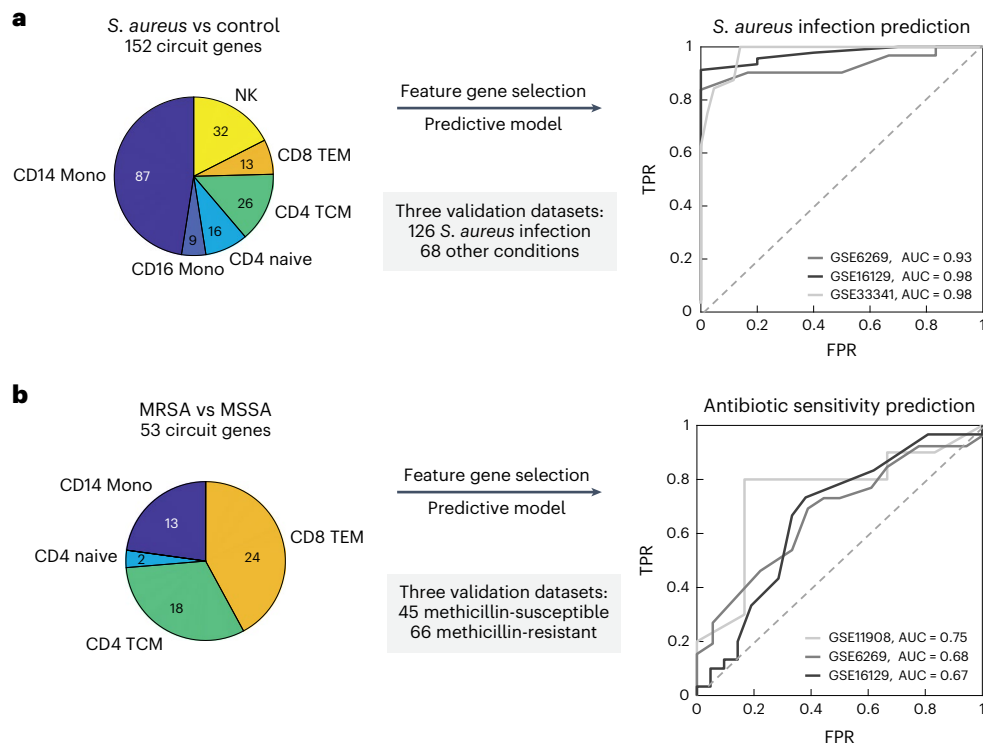 a
S. aureus vs control
152 circuit genes
NK
32
CD8 TEM
13
CD14 Mono
87
26
CD4 TCM
16
9
CD4 naive
CD16 Mono
Feature gene selection
Predictive model
Three validation datasets:
126 S. aureus infection
68 other conditions
S. aureus infection prediction
1
0.8
0.6
0.4
0.2
0
TPR
GSE6269, AUC = 0.93
GSE16129, AUC = 0.98
GSE33341, AUC = 0.98
0 0.2 0.4 0.6 0.8 1
FPR
b
MRSA vs MSSA
53 circuit genes
CD14 Mono
13
CD8 TEM
24
CD4 naive
2
18
CD4 TCM
Feature gene selection
Predictive model
Three validation datasets:
45 methicillin-susceptible
66 methicillin-resistant
Antibiotic sensitivity prediction
1
0.8
0.6
0.4
0.2
0
TPR
GSE11908, AUC = 0.75
GSE6269, AUC = 0.68
GSE16129, AUC = 0.67
0 0.2 0.4 0.6 0.8 1
FPR